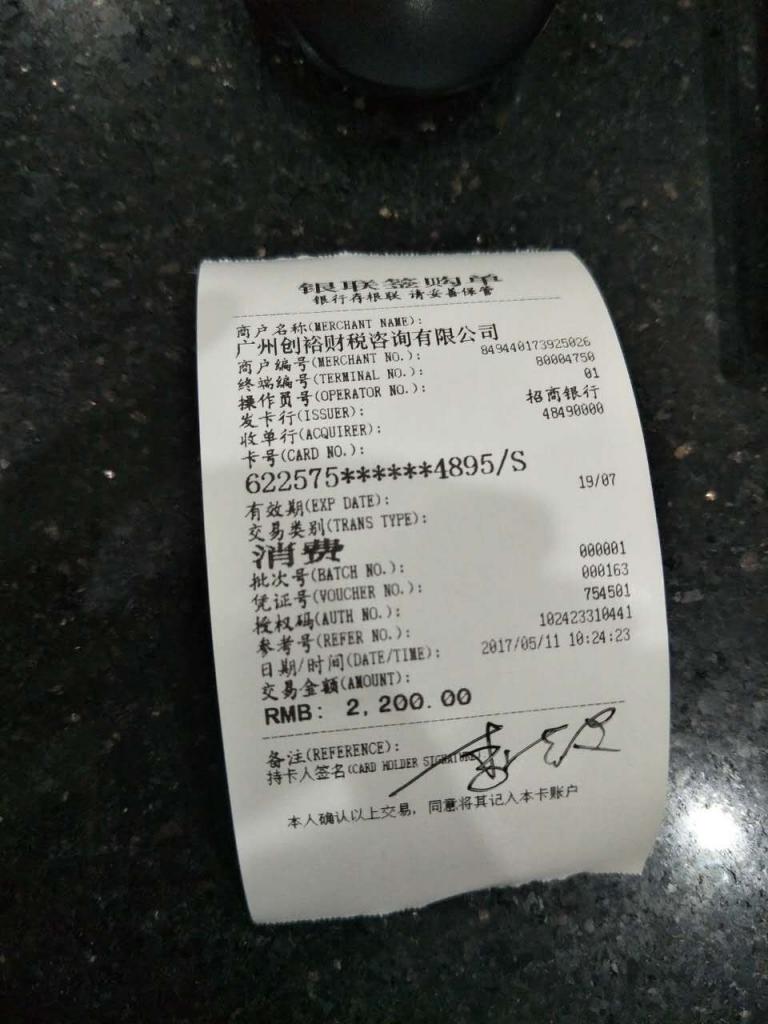 银联签购单
银行存根联 请妥善保管
商户名称(MERCHANT NAME):
广州创裕财税咨询有限公司
商户编号(MERCHANT NO.): 849440173925026
终端编号(TERMINAL NO.): 80004750
操作员号(OPERATOR NO.): 01
发卡行(ISSUER): 招商银行
收单行(ACQUIRER): 48490000
卡号(CARD NO.):
622575******4895/S
有效期(EXP DATE): 19/07
交易类别(TRANS TYPE):
消费
批次号(BATCH NO.): 000001
凭证号(VOUCHER NO.): 000163
授权码(AUTH NO.): 754501
参考号(REFER NO.): 102423310441
日期/时间(DATE/TIME): 2017/05/11 10:24:23
交易金额(AMOUNT):
RMB: 2,200.00
备注(REFERENCE):
持卡人签名(CARD HOLDER SIGNATURE)
本人确认以上交易，同意将其记入本卡账户